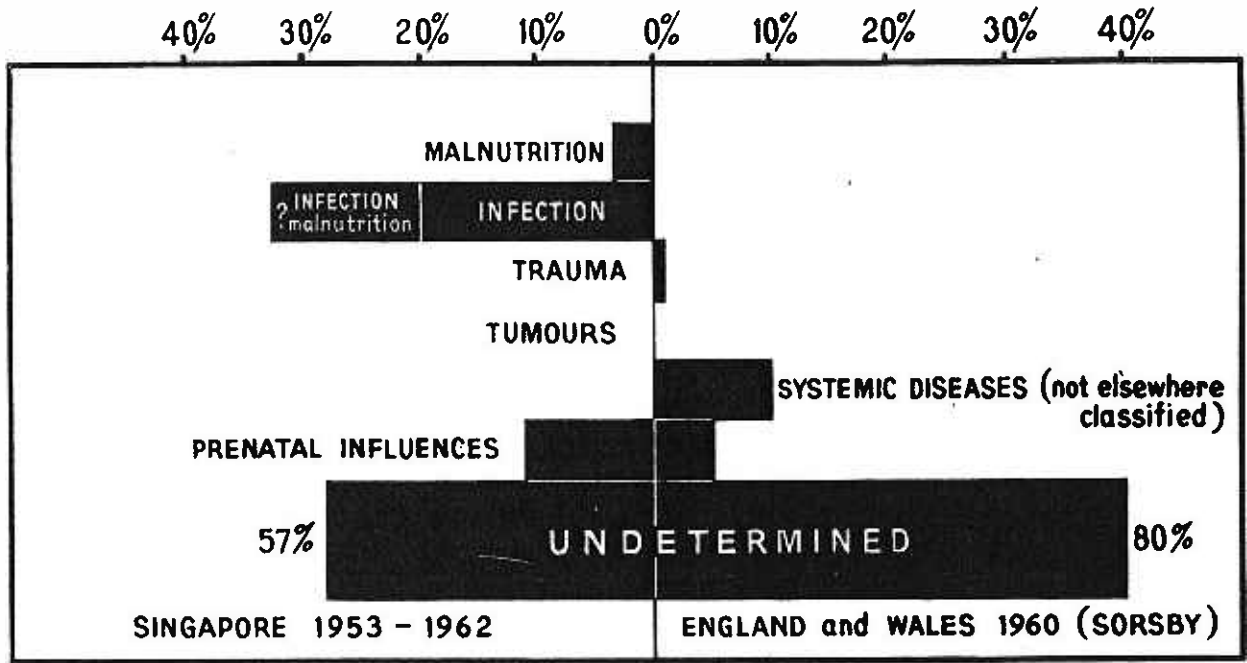 40% 30% 20% 10% 0% 10% 20% 30% 40%
MALNUTRITION
? INFECTION
malnutrition
INFECTION
TRAUMA
TUMOURS
SYSTEMIC DISEASES (not elsewhere
classified)
PRENATAL INFLUENCES
57% UNDETERMINED 80%
SINGAPORE 1953 - 1962 ENGLAND and WALES 1960 (SORSBY)